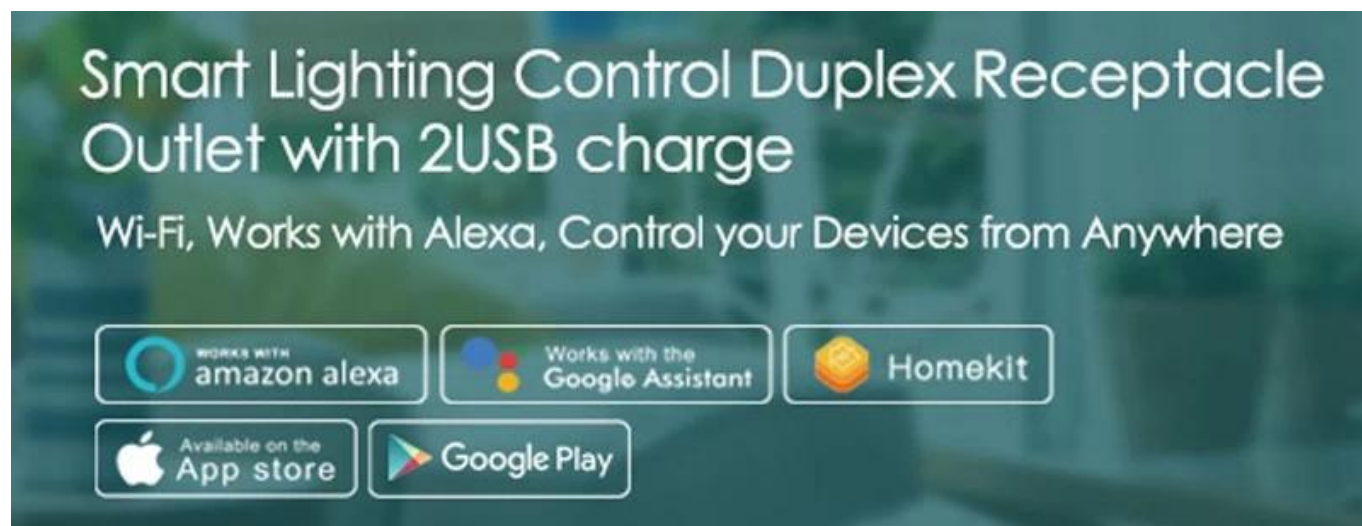 Smart Lighting Control Duplex Receptacle
Outlet with 2USB charge
Wi-Fi, Works with Alexa, Control your Devices from Anywhere
WORKS WITH
amazon alexa
Works with the
Google Assistant
Homekit
Available on the
App store
Google Play